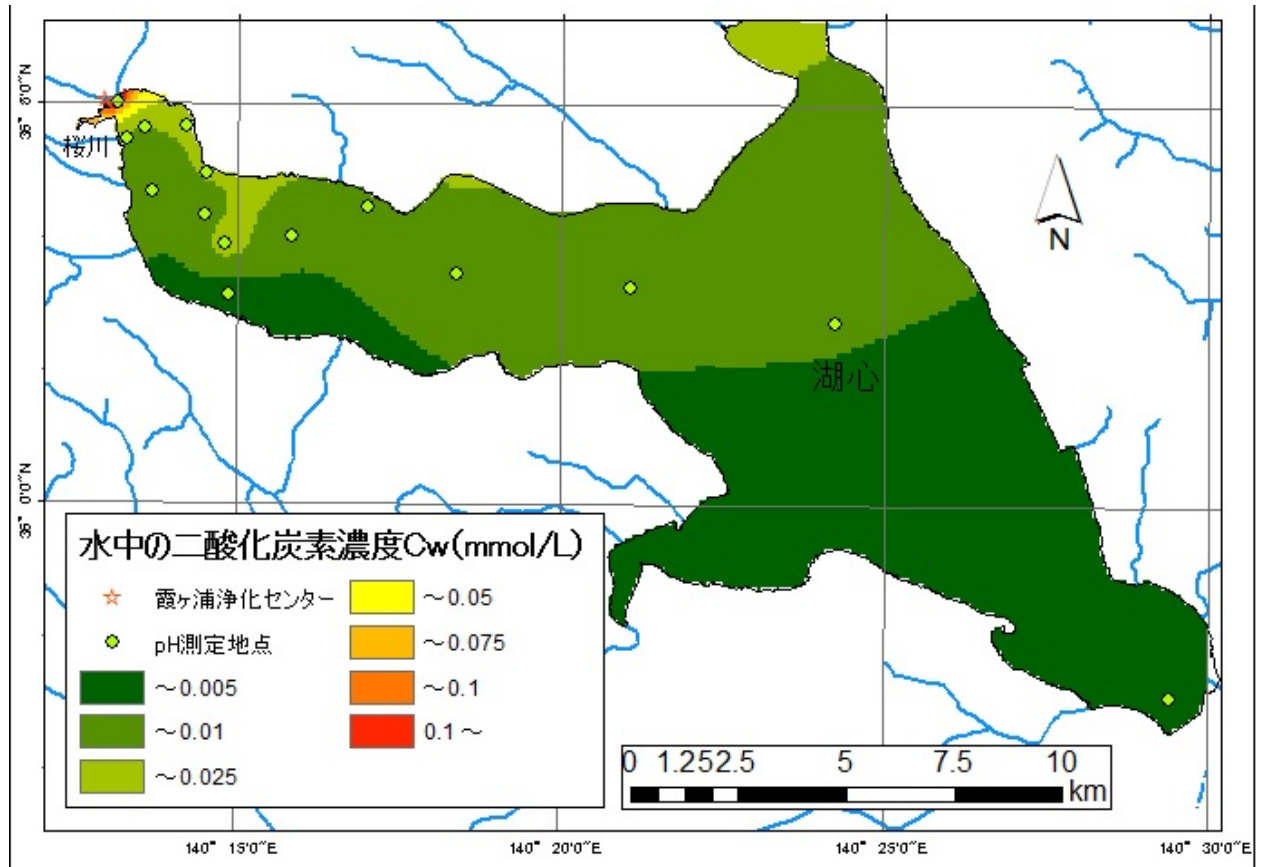 36° 5'0"N
桜川
N
湖心
36° 0'0"N
水中の二酸化炭素濃度Cw(mmol/L)
霞ヶ浦浄化センター
pH測定地点
～0.005
～0.01
～0.025
～0.05
～0.075
～0.1
0.1～
0 1.252.5 5 7.5 10
km
140° 15'0"E
140° 20'0"E
140° 25'0"E
140° 30'0"E